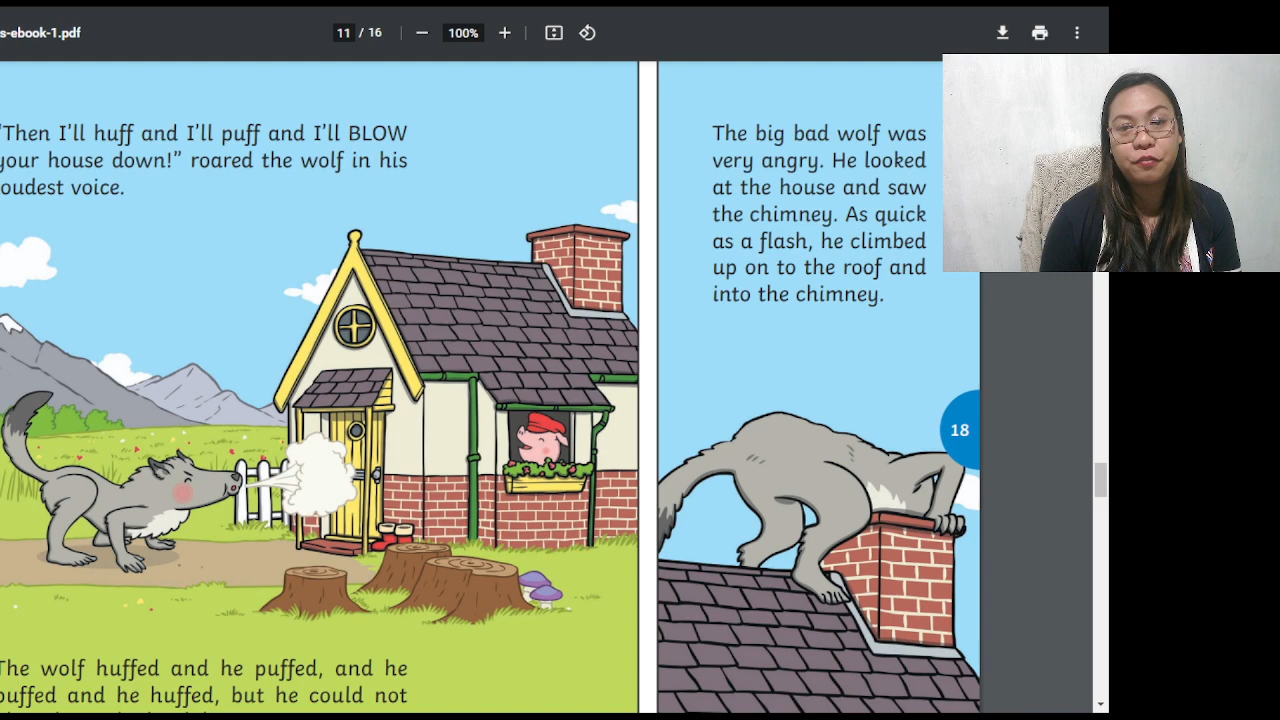 s-ebook-1.pdf
11 / 16
100%
"Then I'll huff and I'll puff and I'll BLOW
your house down!" roared the wolf in his
loudest voice.
The wolf huffed and he puffed, and he
puffed and he huffed, but he could not
The big bad wolf was
very angry. He looked
at the house and saw
the chimney. As quick
as a flash, he climbed
up on to the roof and
into the chimney.
18